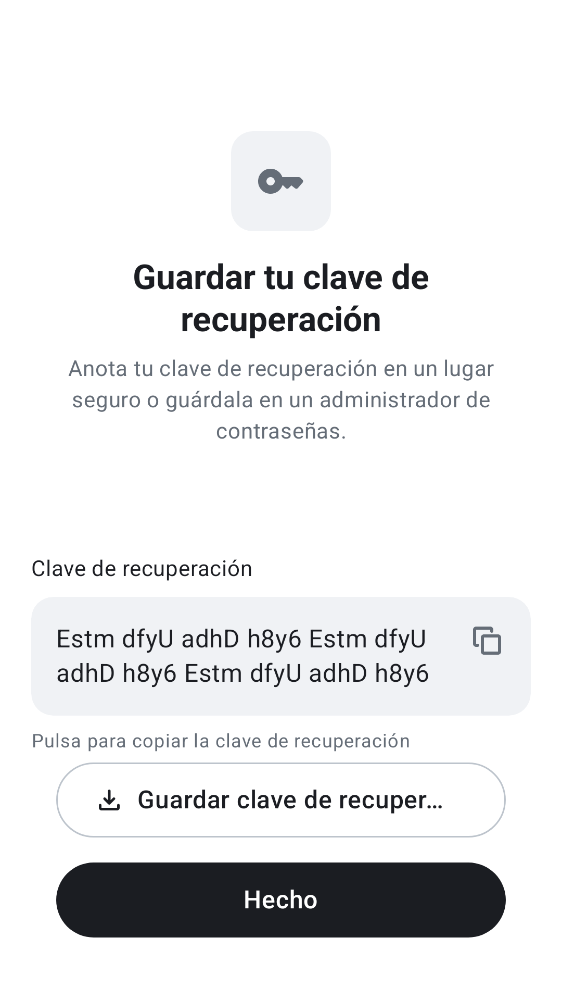 Guardar tu clave de
recuperación
Anota tu clave de recuperación en un lugar
seguro o guárdala en un administrador de
contraseñas.
Clave de recuperación
Estm dfyU adhD h8y6 Estm dfyU
adhD h8y6 Estm dfyU adhD h8y6
Pulsa para copiar la clave de recuperación
Guardar clave de recuper…
Hecho